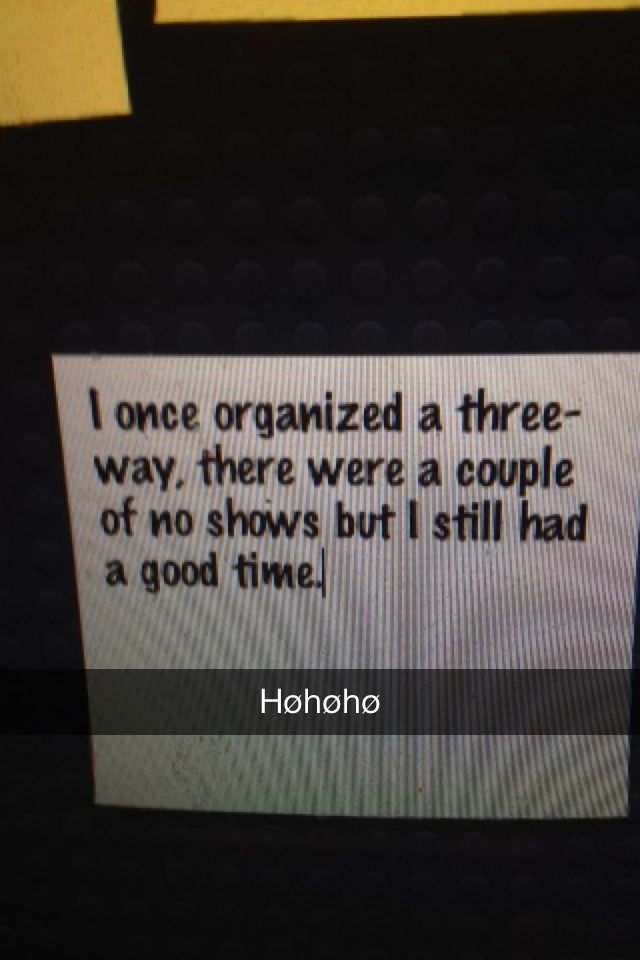 I once organized a three-
way, there were a couple
of no shows but I still had
a good time.
Høhøhø